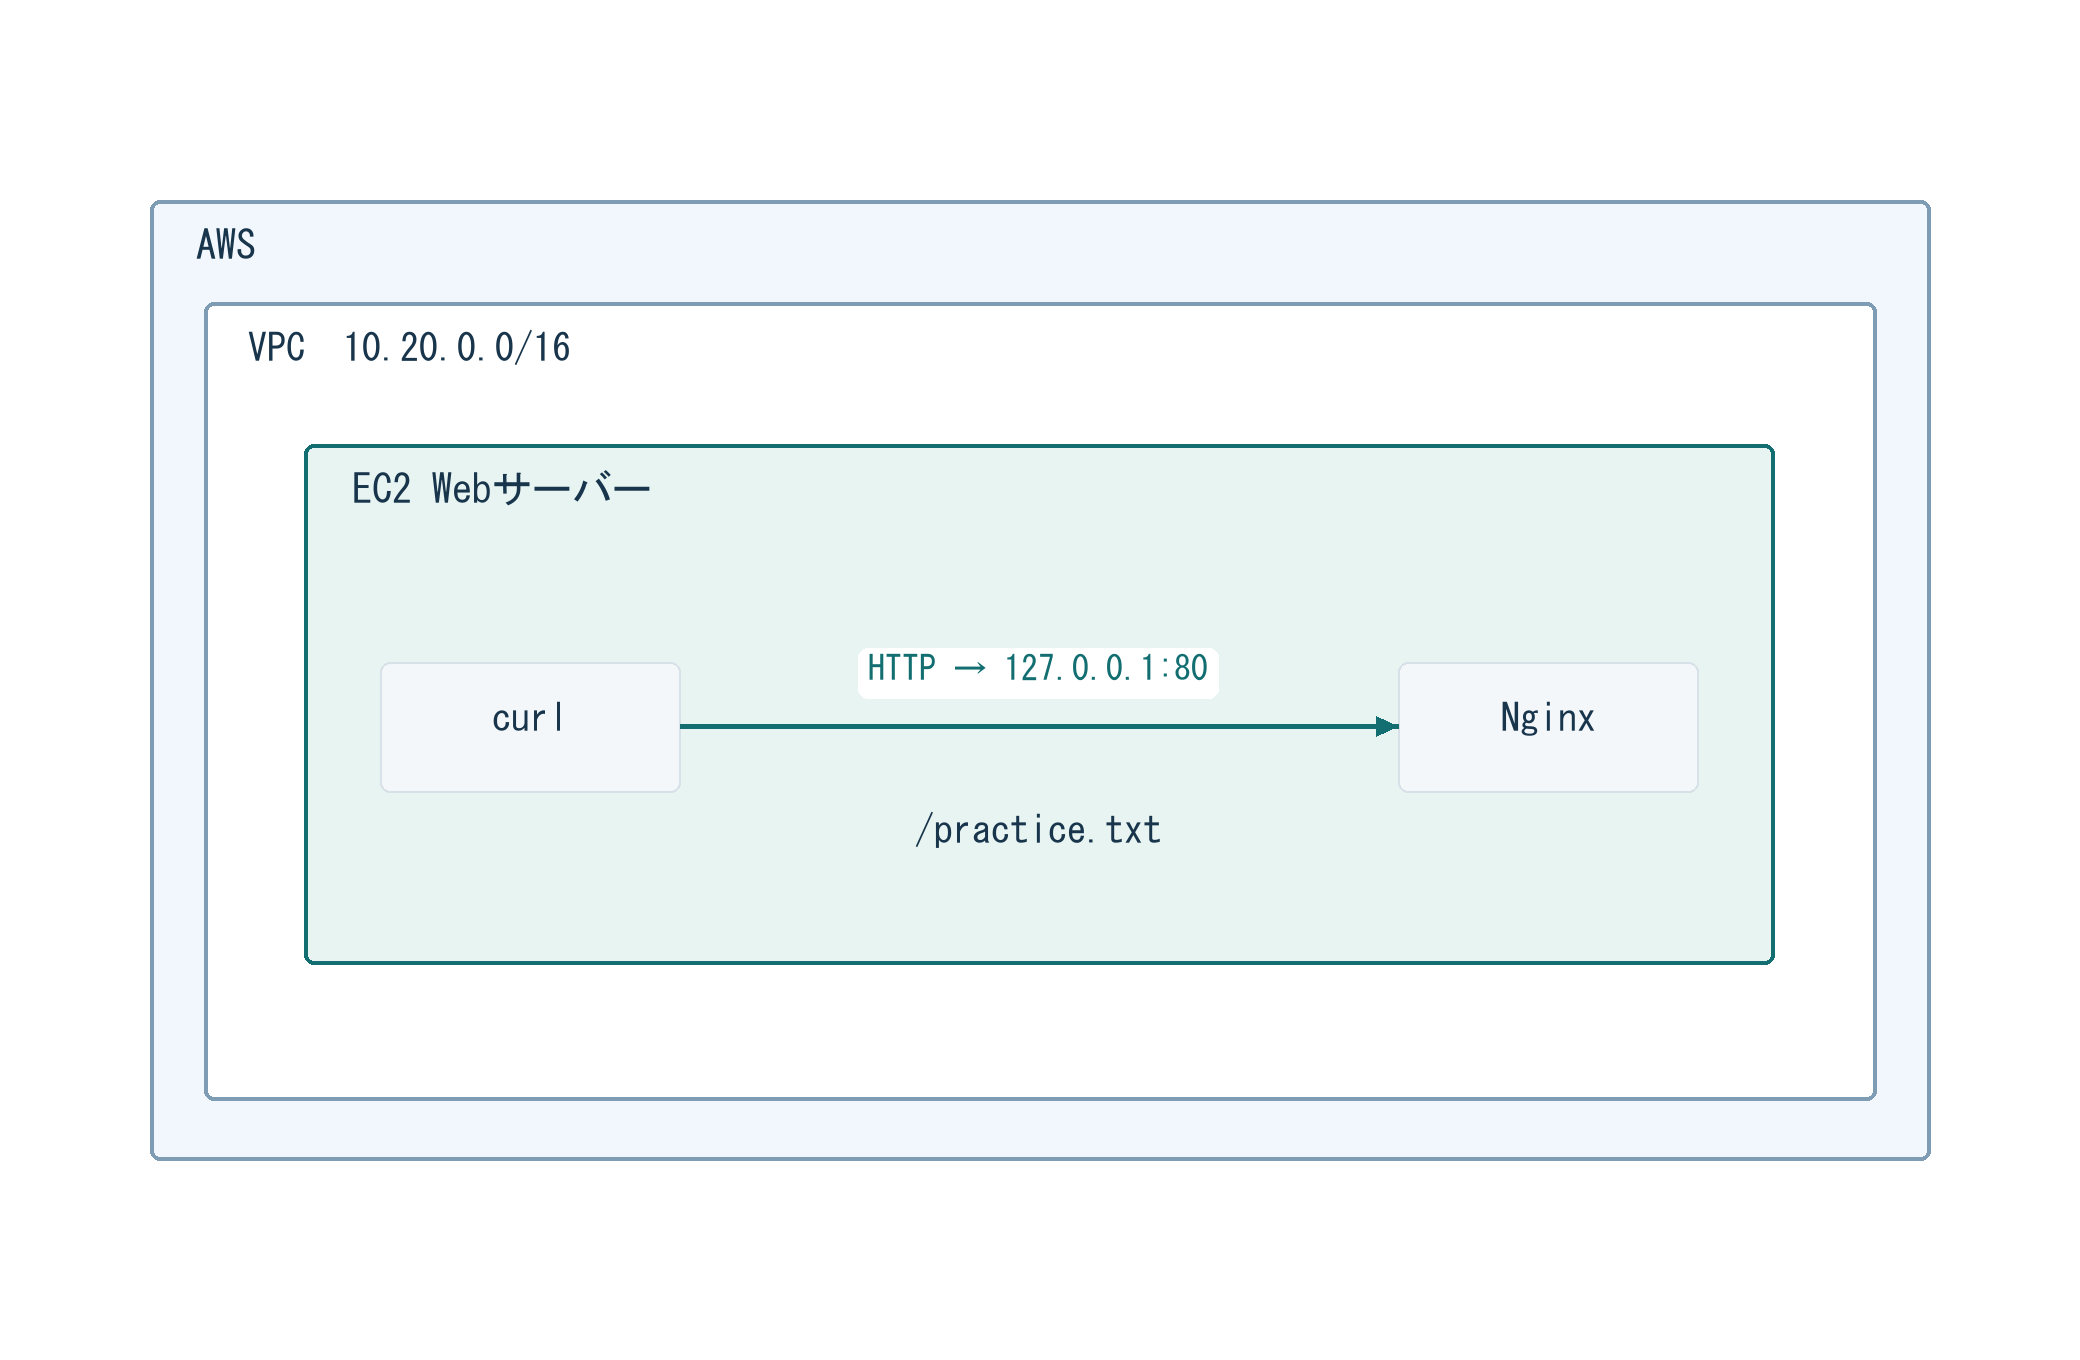 AWS
VPC  10.20.0.0/16
EC2 Webサーバー
HTTP → 127.0.0.1:80
curl
Nginx
/practice.txt